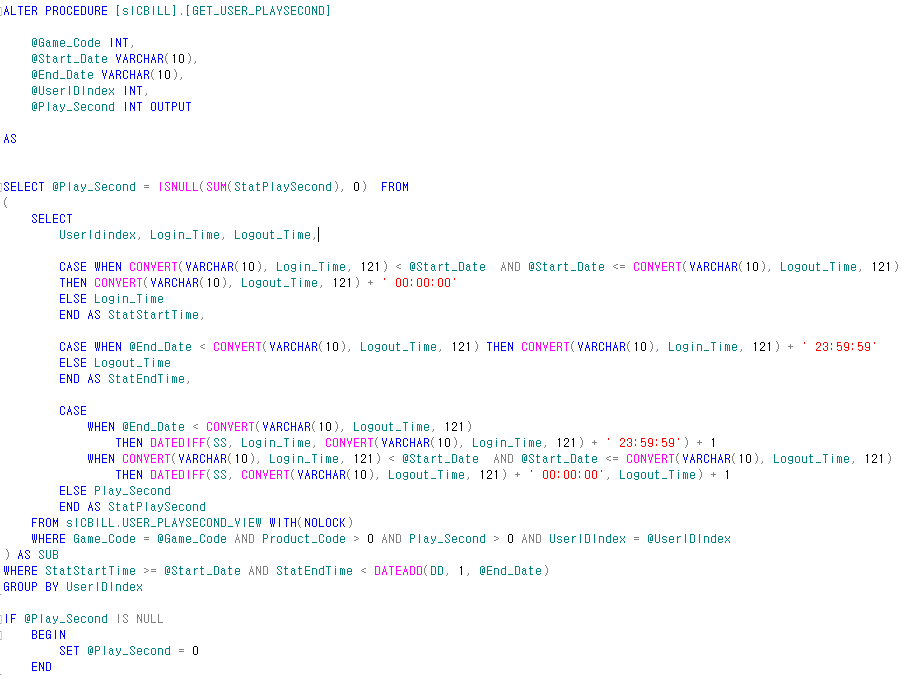 ALTER PROCEDURE [sICBILL].[GET_USER_PLAYSECOND]
@Game_Code INT,
@Start_Date VARCHAR(10),
@End_Date VARCHAR(10),
@UserIDIndex INT,
@Play_Second INT OUTPUT
AS
SELECT @Play_Second = ISNULL(SUM(StatPlaySecond), 0)  FROM
(
SELECT
UserIdindex, Login_Time, Logout_Time,
CASE WHEN CONVERT(VARCHAR(10), Login_Time, 121) < @Start_Date  AND @Start_Date <= CONVERT(VARCHAR(10), Logout_Time, 121)
THEN CONVERT(VARCHAR(10), Logout_Time, 121) + ' 00:00:00'
ELSE Login_Time
END AS StatStartTime,
CASE WHEN @End_Date < CONVERT(VARCHAR(10), Logout_Time, 121) THEN CONVERT(VARCHAR(10), Login_Time, 121) + ' 23:59:59'
ELSE Logout_Time
END AS StatEndTime,
CASE
WHEN @End_Date < CONVERT(VARCHAR(10), Logout_Time, 121)
THEN DATEDIFF(SS, Login_Time, CONVERT(VARCHAR(10), Login_Time, 121) + ' 23:59:59') + 1
WHEN CONVERT(VARCHAR(10), Login_Time, 121) < @Start_Date  AND @Start_Date <= CONVERT(VARCHAR(10), Logout_Time, 121)
THEN DATEDIFF(SS, CONVERT(VARCHAR(10), Logout_Time, 121) + ' 00:00:00', Logout_Time) + 1
ELSE Play_Second
END AS StatPlaySecond
FROM sICBILL.USER_PLAYSECOND_VIEW WITH(NOLOCK)
WHERE Game_Code = @Game_Code AND Product_Code > 0 AND Play_Second > 0 AND UserIDIndex = @UserIDIndex
) AS SUB
WHERE StatStartTime >= @Start_Date AND StatEndTime < DATEADD(DD, 1, @End_Date)
GROUP BY UserIDIndex
IF @Play_Second IS NULL
BEGIN
SET @Play_Second = 0
END